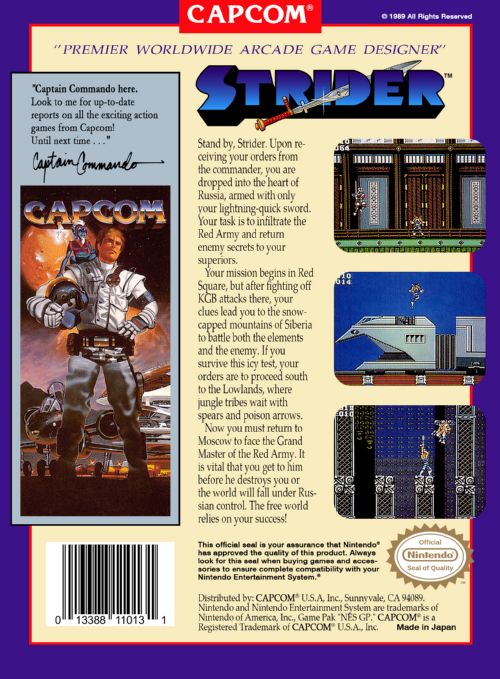 CAPCOM®
© 1989 All Rights Reserved
"PREMIER WORLDWIDE ARCADE GAME DESIGNER"
"Captain Commando here.
Look to me for up-to-date
reports on all the exciting action
games from Capcom!
Until next time . . ."
Captain Commando
CAPCOM
STRIDER™
Stand by, Strider. Upon re-
ceiving your orders from
the commander, you are
dropped into the heart of
Russia, armed with only
your lightning-quick sword.
Your task is to infiltrate the
Red Army and return
enemy secrets to your
superiors.
Your mission begins in Red
Square, but after fighting off
KGB attacks there, your
clues lead you to the snow-
capped mountains of Siberia
to battle both the elements
and the enemy. If you
survive this icy test, your
orders are to proceed south
to the Lowlands, where
jungle tribes wait with
spears and poison arrows.
Now you must return to
Moscow to face the Grand
Master of the Red Army. It
is vital that you get to him
before he destroys you or
the world will fall under Rus-
sian control. The free world
relies on your success!
10
064
10
014
10
010
This official seal is your assurance that Nintendo®
has approved the quality of this product. Always
look for this seal when buying games and acces-
sories to ensure complete compatibility with your
Nintendo Entertainment System.®
Official
Nintendo®
Seal of Quality
Distributed by: CAPCOM® U.S.A, Inc., Sunnyvale, CA 94089.
Nintendo and Nintendo Entertainment System are trademarks of
Nintendo of America, Inc., Game Pak "NES GP." CAPCOM® is a
Registered Trademark of CAPCOM® U.S.A., Inc. Made in Japan
0 13388 11013 1